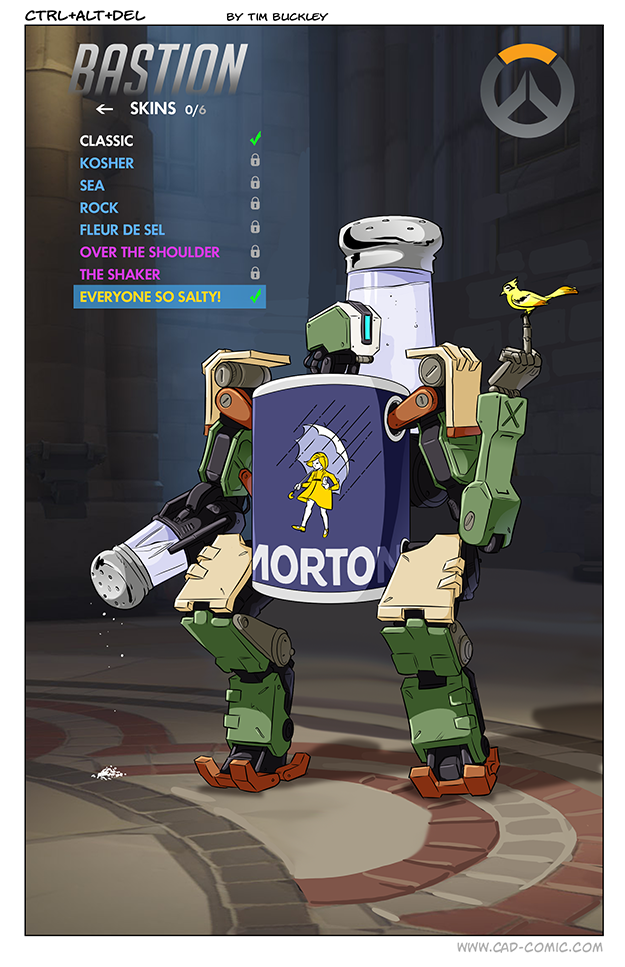 CTRL+ALT+DEL BY TIM BUCKLEY
BASTION
← SKINS 0/6
CLASSIC
KOSHER
SEA
ROCK
FLEUR DE SEL
OVER THE SHOULDER
THE SHAKER
EVERYONE SO SALTY!
MORTON
WWW.CAD-COMIC.COM